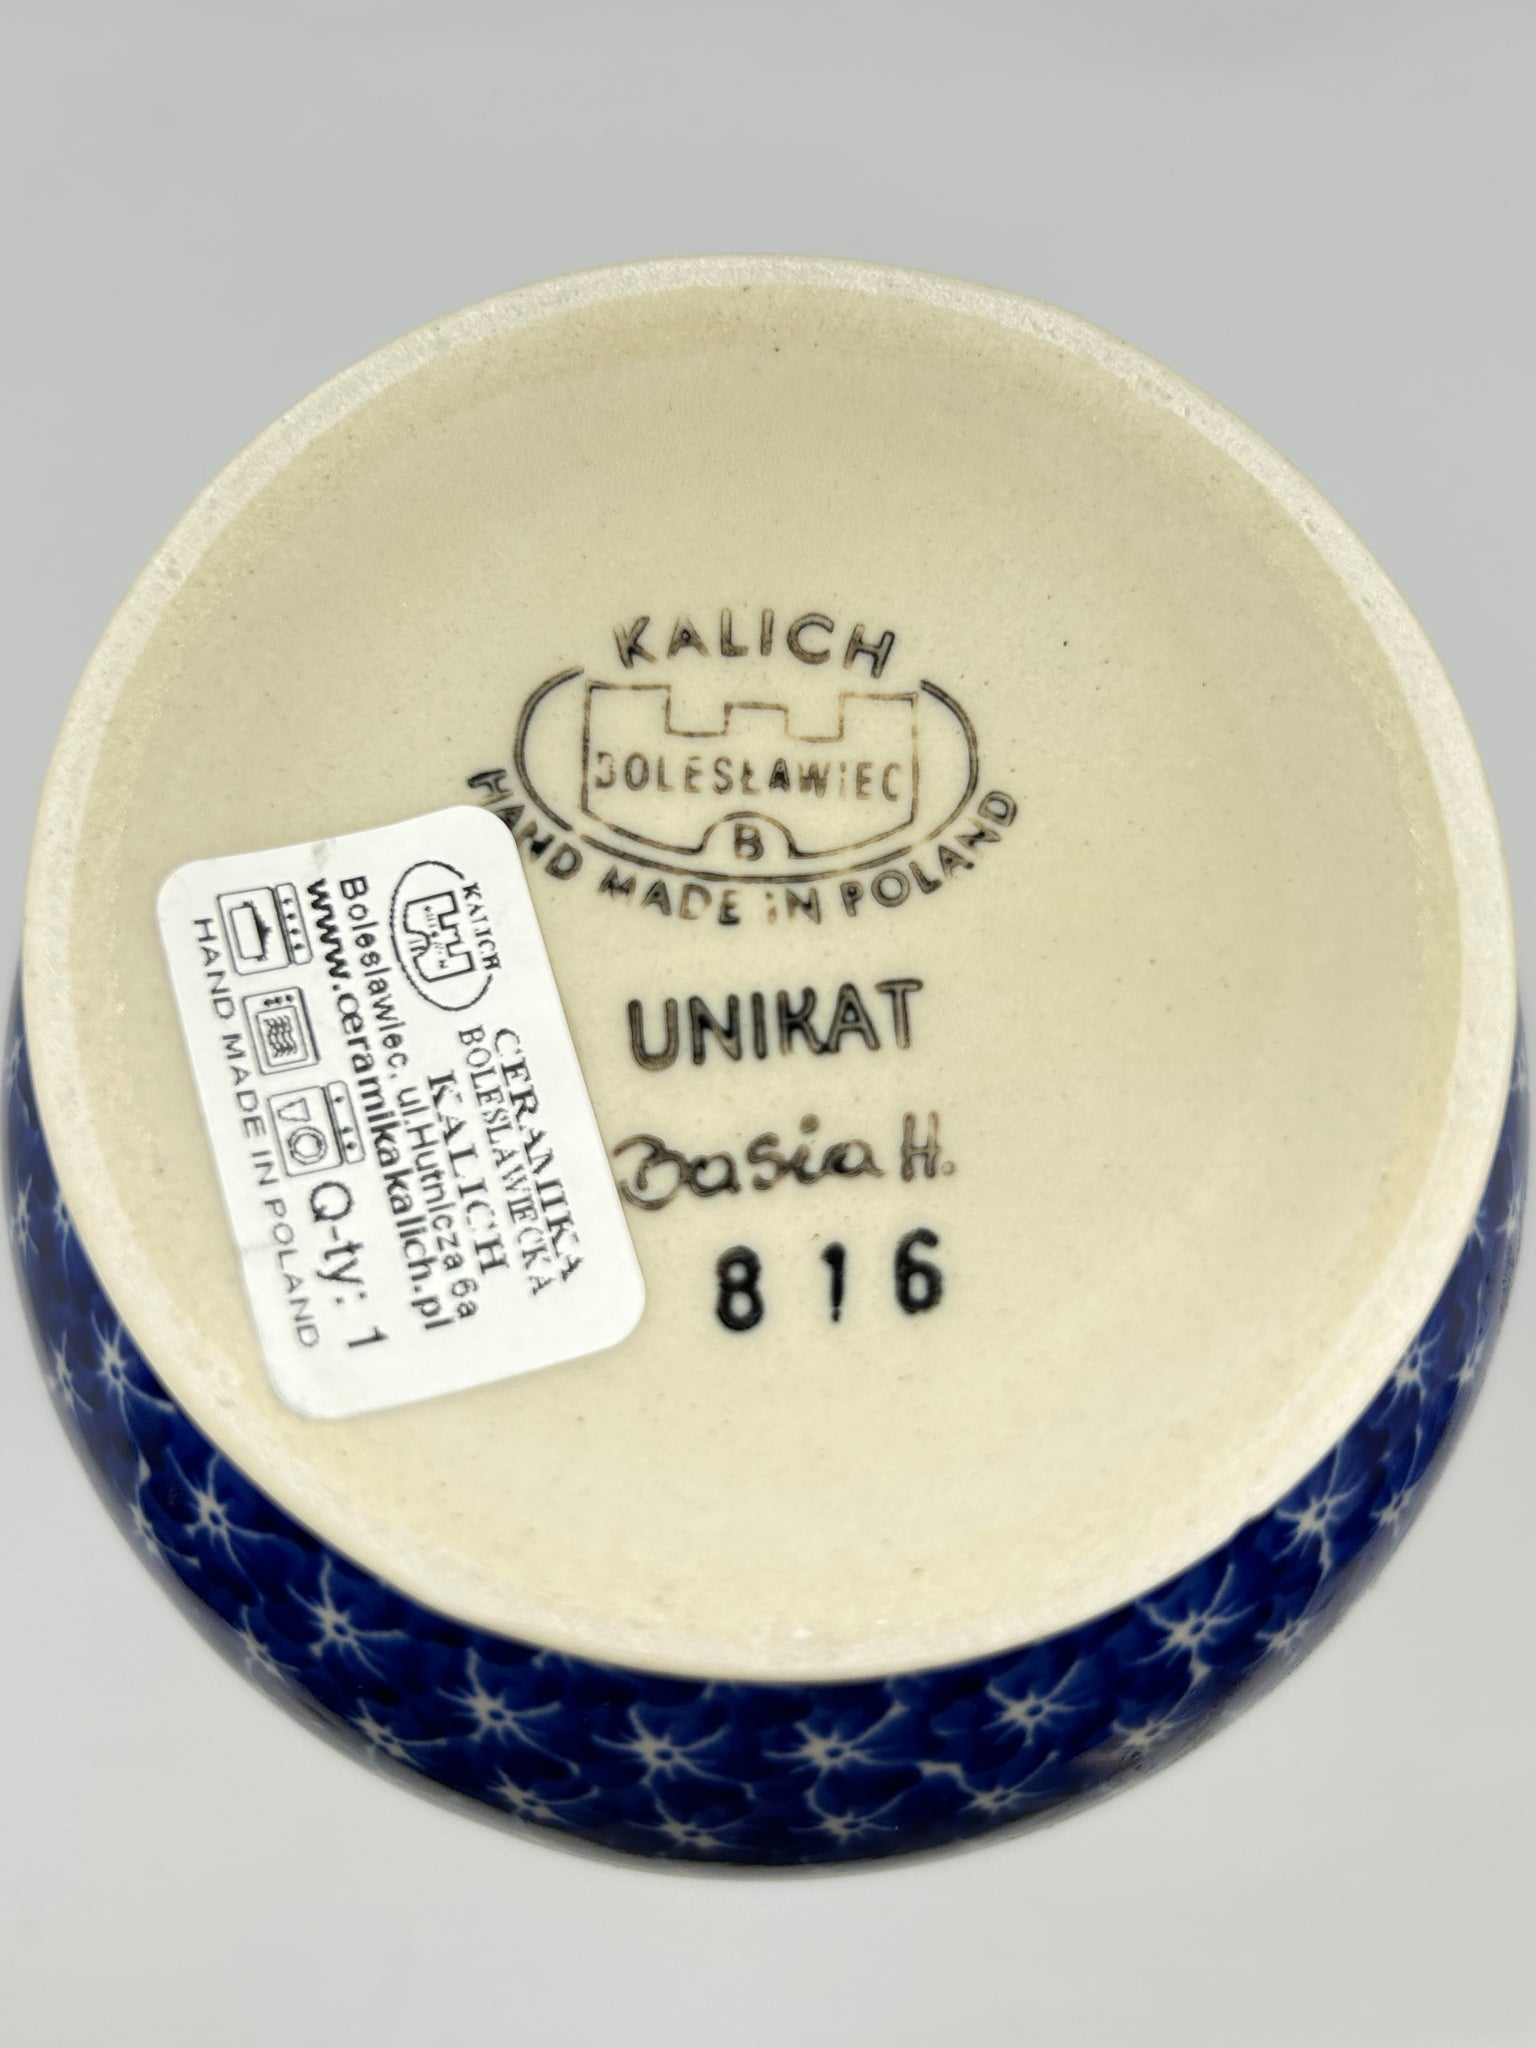 KALICH
BOLESŁAWIEC
B
HAND MADE IN POLAND
UNIKAT
Basia H.
816
KALICH
CERAMIKA
BOLESŁAWIECKA
KALICH
Boleslawiec, ul.Hutnicza 6a
www.ceramikakalich.pl
Q-ty: 1
HAND MADE IN POLAND